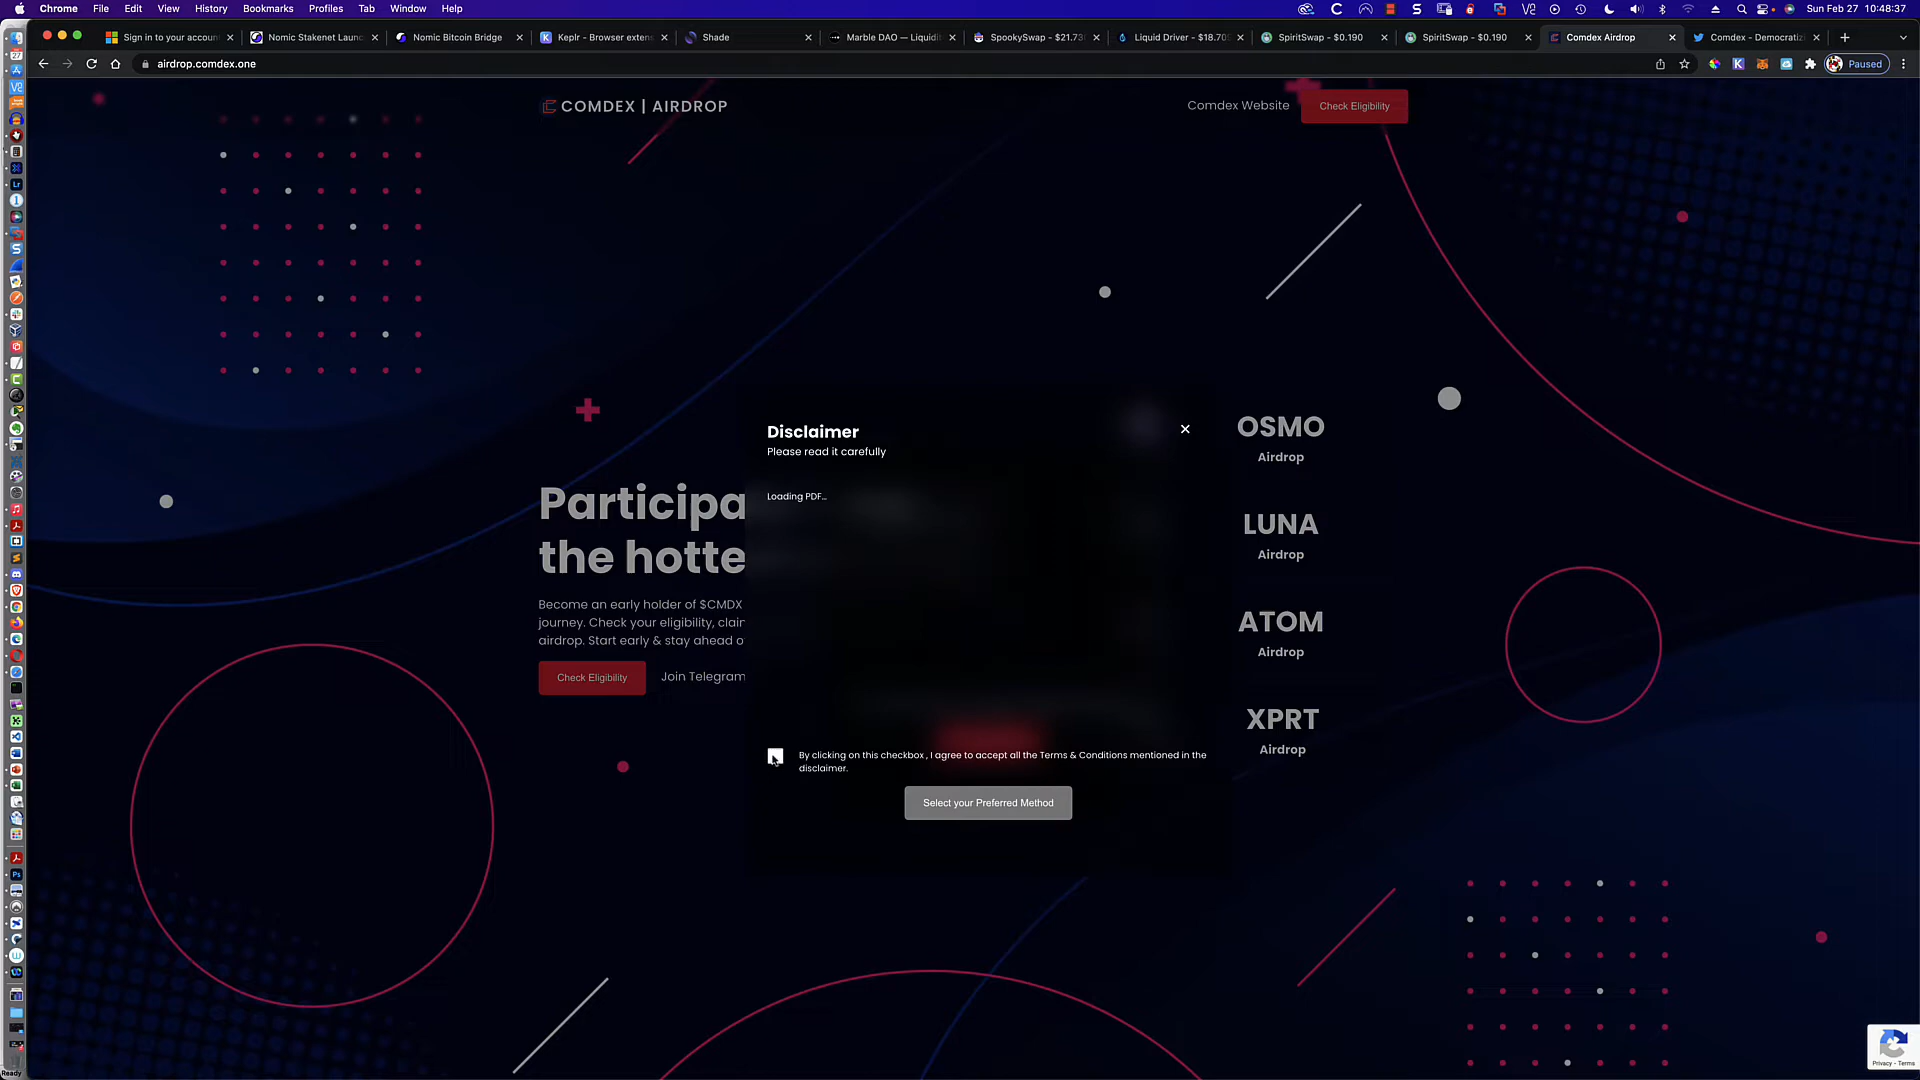 Chrome File Edit View History Bookmarks Profiles Tab Window Help
Sun Feb 27 10:48:37
Sign in to your accoun
Nomic Stakenet Laun
Nomic Bitcoin Bridge
Keplr - Browser exten
Shade
Marble DAO — Liquidi
SpookySwap - $21.73
Liquid Driver - $18.70
SpiritSwap - $0.190
SpiritSwap - $0.190
Comdex Airdrop
Comdex - Democratiz
airdrop.comdex.one
Paused
COMDEX | AIRDROP
Comdex Website
Check Eligibility
Disclaimer
Please read it carefully
Loading PDF...
Participa
the hotte
Become an early holder of $CMDX
journey. Check your eligibility, clai
airdrop. Start early & stay ahead o
Check Eligibility
Join Telegram
OSMO
Airdrop
LUNA
Airdrop
ATOM
Airdrop
XPRT
Airdrop
By clicking on this checkbox , I agree to accept all the Terms & Conditions mentioned in the
disclaimer.
Select your Preferred Method
Privacy - Terms
Ready